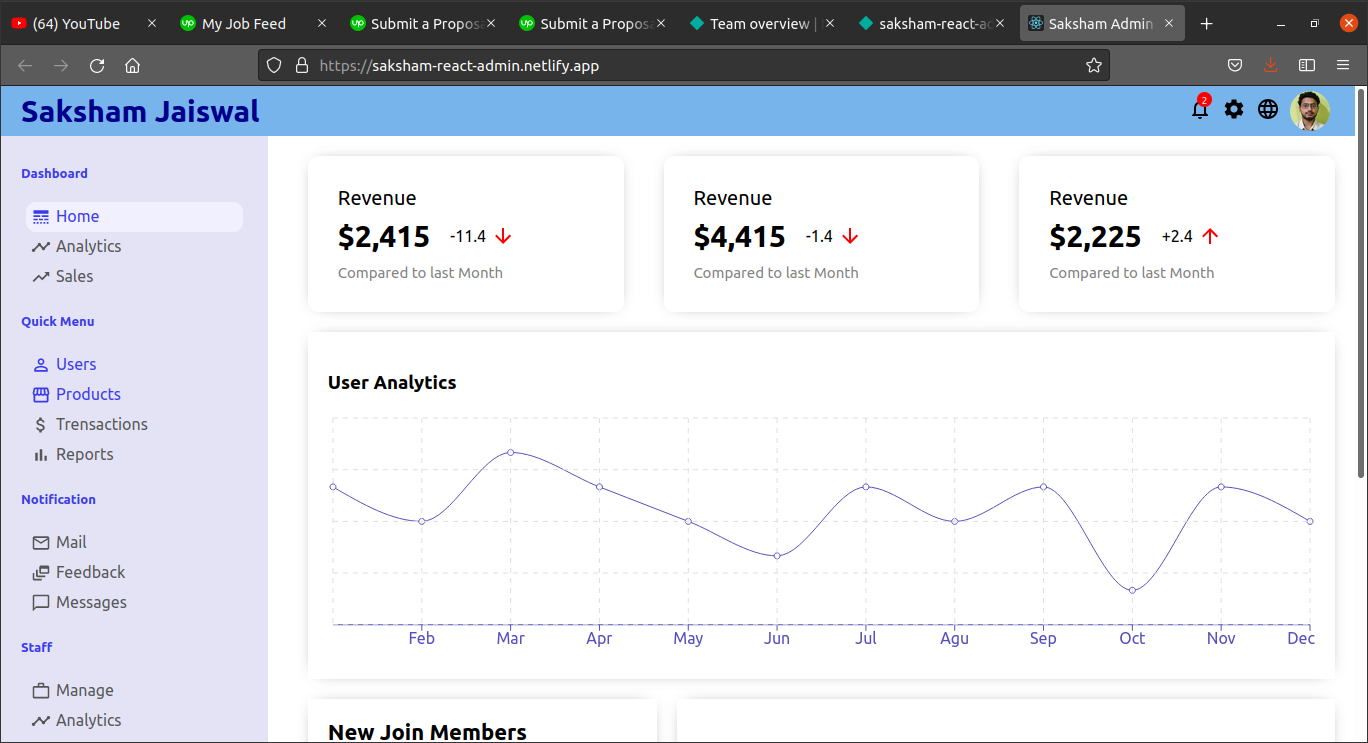 (64) YouTube
My Job Feed
Submit a Proposa
Submit a Proposa
Team overview |
saksham-react-ad
Saksham Admin
https://saksham-react-admin.netlify.app
Saksham Jaiswal
2
Dashboard
Home
Analytics
Sales
Quick Menu
Users
Products
Trensactions
Reports
Notification
Mail
Feedback
Messages
Staff
Manage
Analytics
Revenue
$2,415 -11.4
Compared to last Month
Revenue
$4,415 -1.4
Compared to last Month
Revenue
$2,225 +2.4
Compared to last Month
User Analytics
Feb Mar Apr May Jun Jul Agu Sep Oct Nov Dec
New Join Members